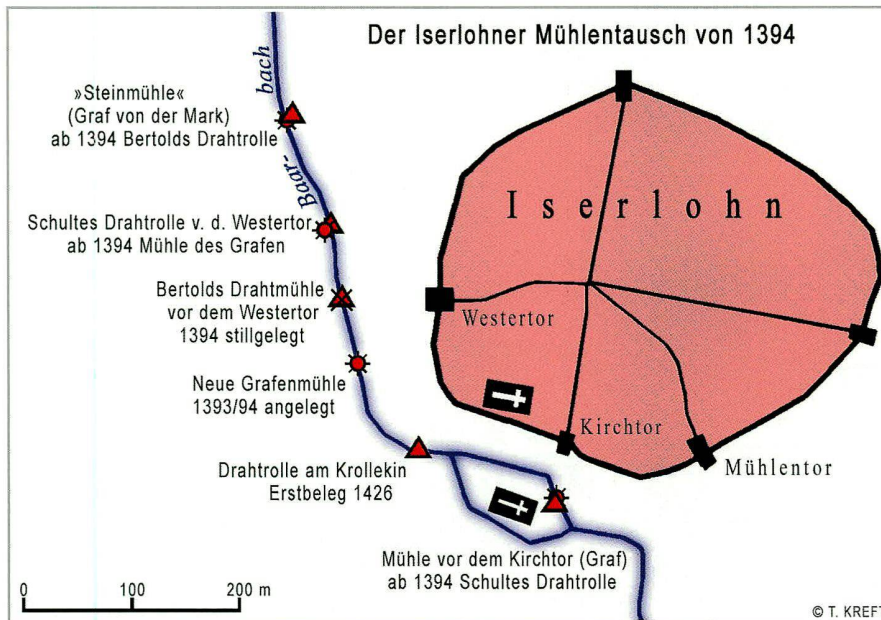 Der Iserlohner Mühlentausch von 1394
»Steinmühle«
(Graf von der Mark)
ab 1394 Bertolds Drahtrolle
Baar-
bach
Schultes Drahtrolle v. d. Westertor
ab 1394 Mühle des Grafen
Bertolds Drahtmühle
vor dem Westertor
1394 stillgelegt
Neue Grafenmühle
1393/94 angelegt
Drahtrolle am Krollekin
Erstbeleg 1426
Mühle vor dem Kirchtor (Graf)
ab 1394 Schultes Drahtrolle
Iserlohn
Westertor
Kirchtor
Mühlentor
0 100 200 m
© T. KREFT